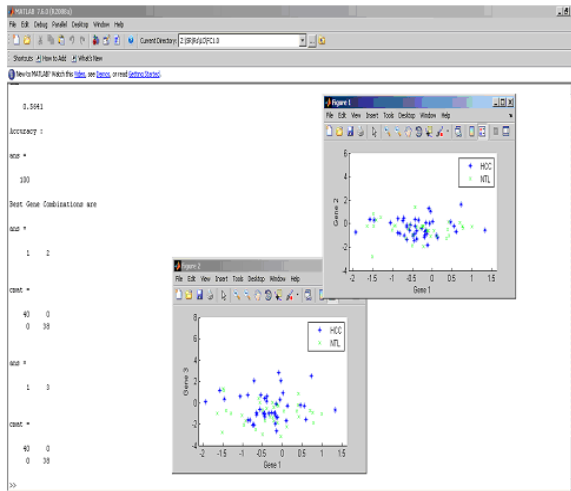 MATLAB 7.6.0 (R2008a)
File Edit Debug Parallel Desktop Window Help
Current Directory: Z:\SRI\Rd\LO\FC1.0
Shortcuts How to Add What's New
New to MATLAB? Watch this Video, see Demos, or read Getting Started.
0.5641
Accuracy :
ans =
100
Best Gene Combinations are
ans =
1 2
cmat =
40 0
0 38
ans =
1 3
cmat =
40 0
0 38
>>
Figure 1
File Edit View Insert Tools Desktop Window Help
6
4
2
0
-2
-4
Gene 2
HCC
NTL
-2 -1.5 -1 -0.5 0 0.5 1 1.5
Gene 1
Figure 2
File Edit View Insert Tools Desktop Window Help
8
6
4
2
0
-2
-4
Gene 3
HCC
NTL
-2 -1.5 -1 -0.5 0 0.5 1 1.5
Gene 1